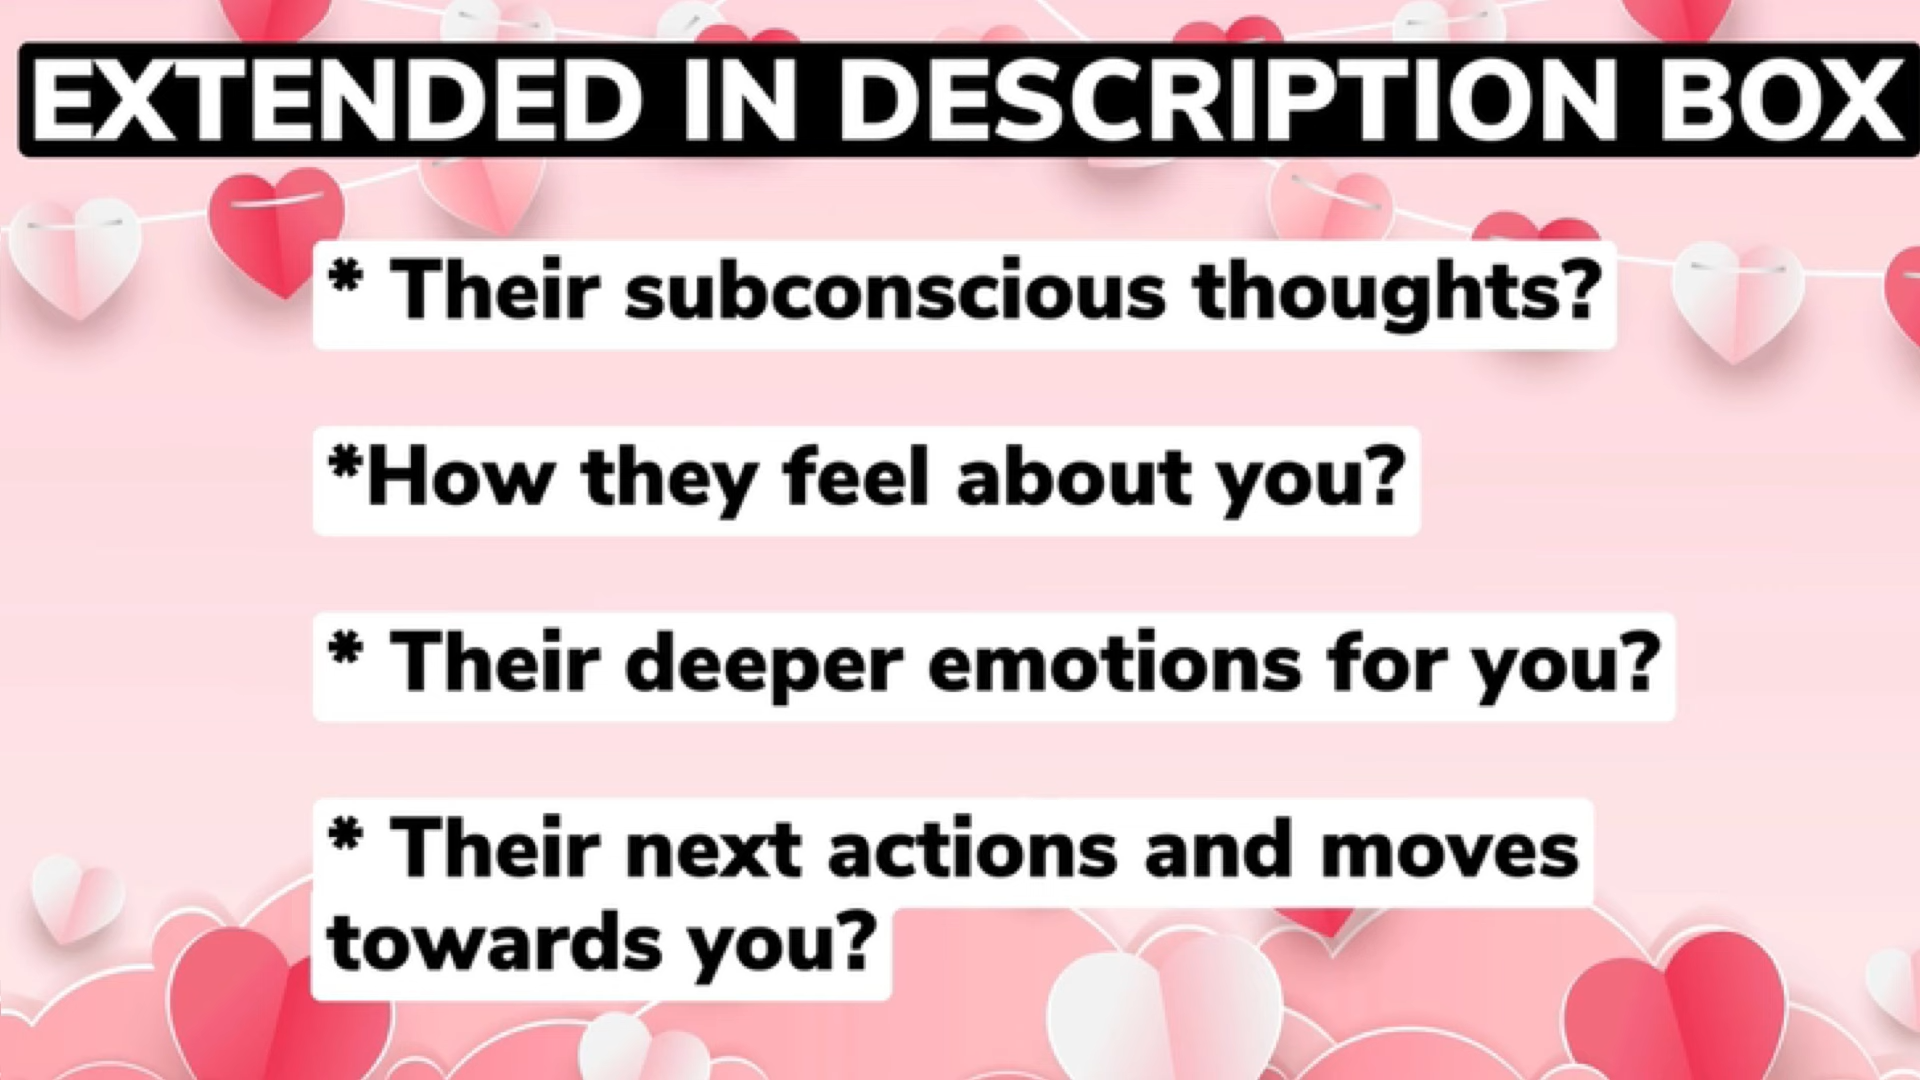 EXTENDED IN DESCRIPTION BOX
* Their subconscious thoughts?
*How they feel about you?
* Their deeper emotions for you?
* Their next actions and moves
towards you?